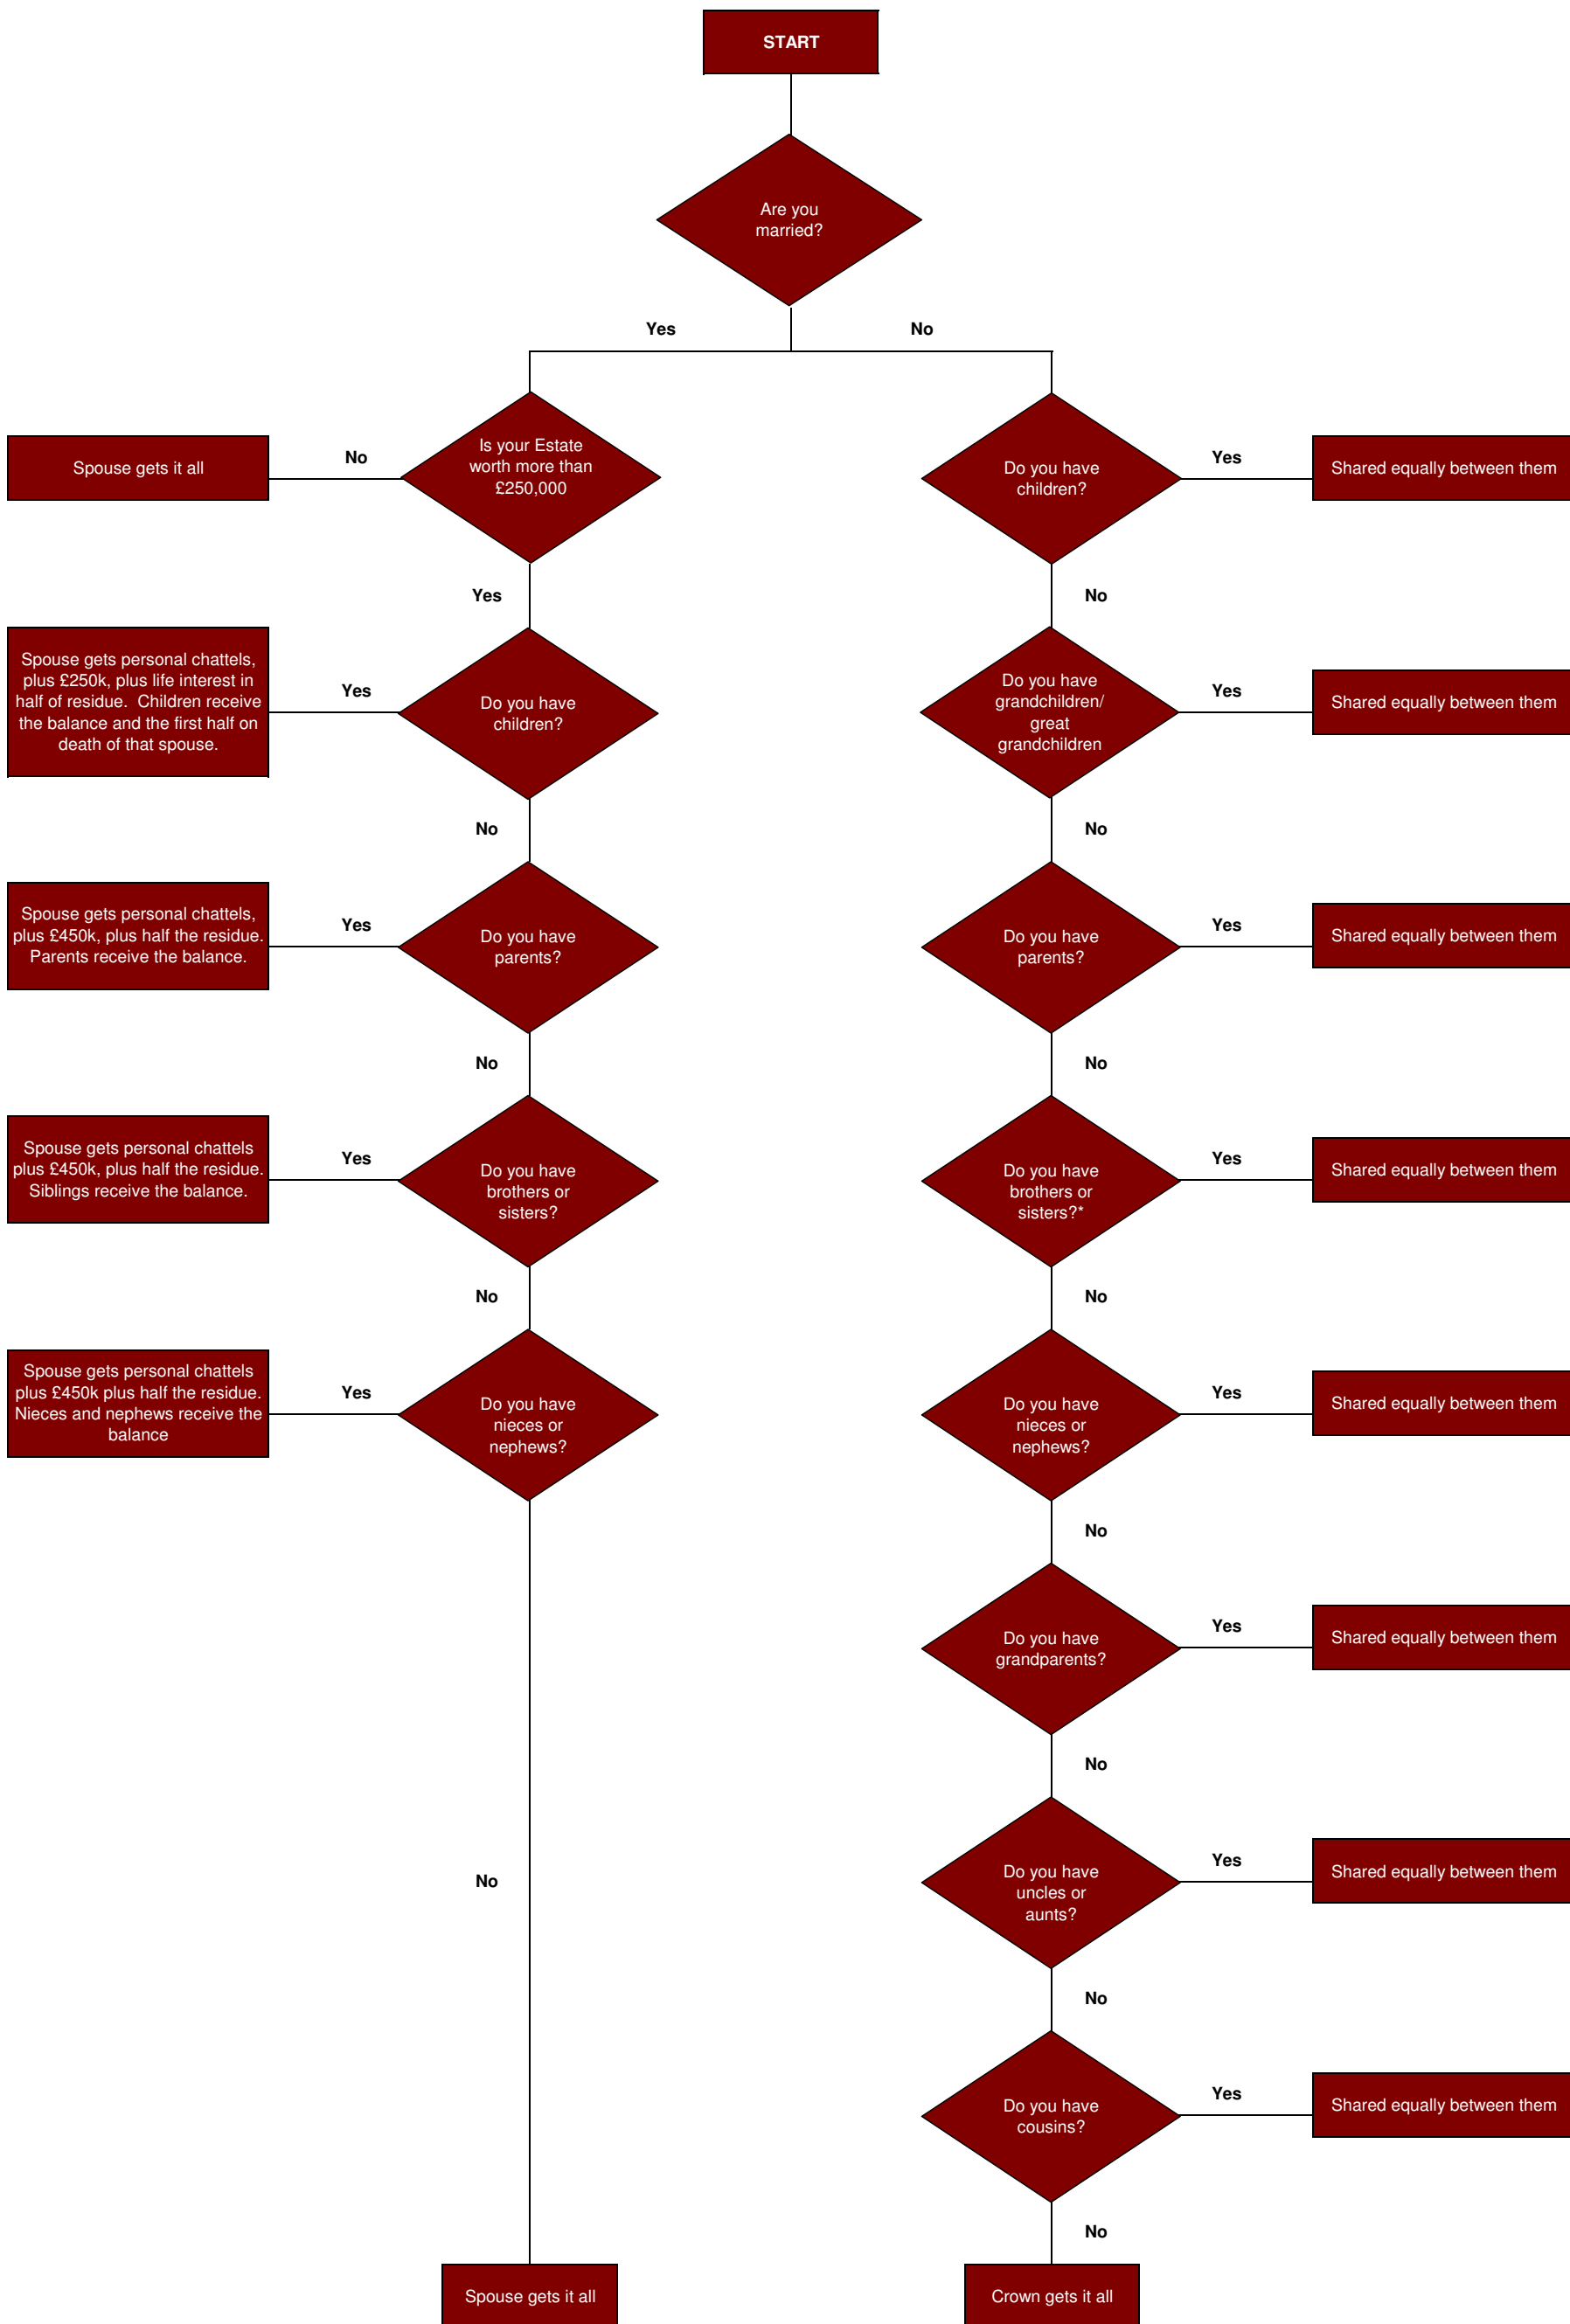 START
Are you
married?
Yes
No
Spouse gets it all
No
Is your Estate
worth more than
£250,000
Do you have
children?
Yes
Shared equally between them
Yes
No
Spouse gets personal chattels,
plus £250k, plus life interest in
half of residue.  Children receive
the balance and the first half on
death of that spouse.
Yes
Do you have
children?
Do you have
grandchildren/
great
grandchildren
Yes
Shared equally between them
No
No
Spouse gets personal chattels,
plus £450k, plus half the residue.
Parents receive the balance.
Yes
Do you have
parents?
Do you have
parents?
Yes
Shared equally between them
No
No
Spouse gets personal chattels
plus £450k, plus half the residue.
Siblings receive the balance.
Yes
Do you have
brothers or
sisters?
Do you have
brothers or
sisters?*
Yes
Shared equally between them
No
No
Spouse gets personal chattels
plus £450k plus half the residue.
Nieces and nephews receive the
balance
Yes
Do you have
nieces or
nephews?
Do you have
nieces or
nephews?
Yes
Shared equally between them
No
Do you have
grandparents?
Yes
Shared equally between them
No
No
Do you have
uncles or
aunts?
Yes
Shared equally between them
No
Do you have
cousins?
Yes
Shared equally between them
No
Spouse gets it all
Crown gets it all